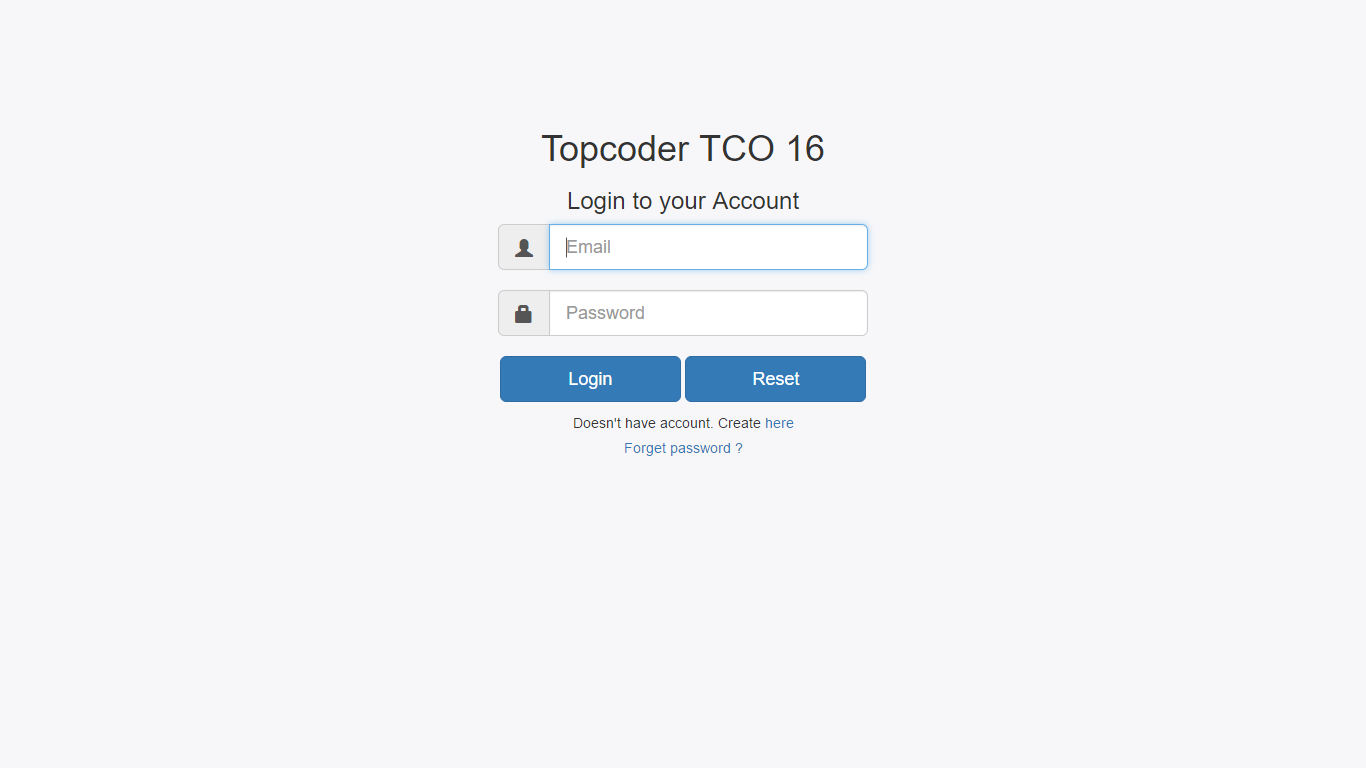 Topcoder TCO 16
Login to your Account
Email
Password
Login Reset
Doesn't have account. Create here
Forget password ?